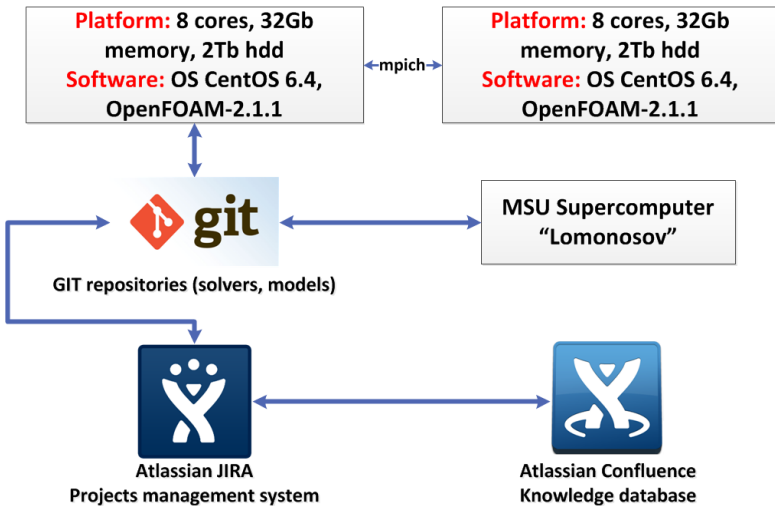 Platform: 8 cores, 32Gb
memory, 2Tb hdd
Software: OS CentOS 6.4,
OpenFOAM-2.1.1
mpich
Platform: 8 cores, 32Gb
memory, 2Tb hdd
Software: OS CentOS 6.4,
OpenFOAM-2.1.1
git
GIT repositories (solvers, models)
MSU Supercomputer
“Lomonosov”
Atlassian JIRA
Projects management system
Atlassian Confluence
Knowledge database